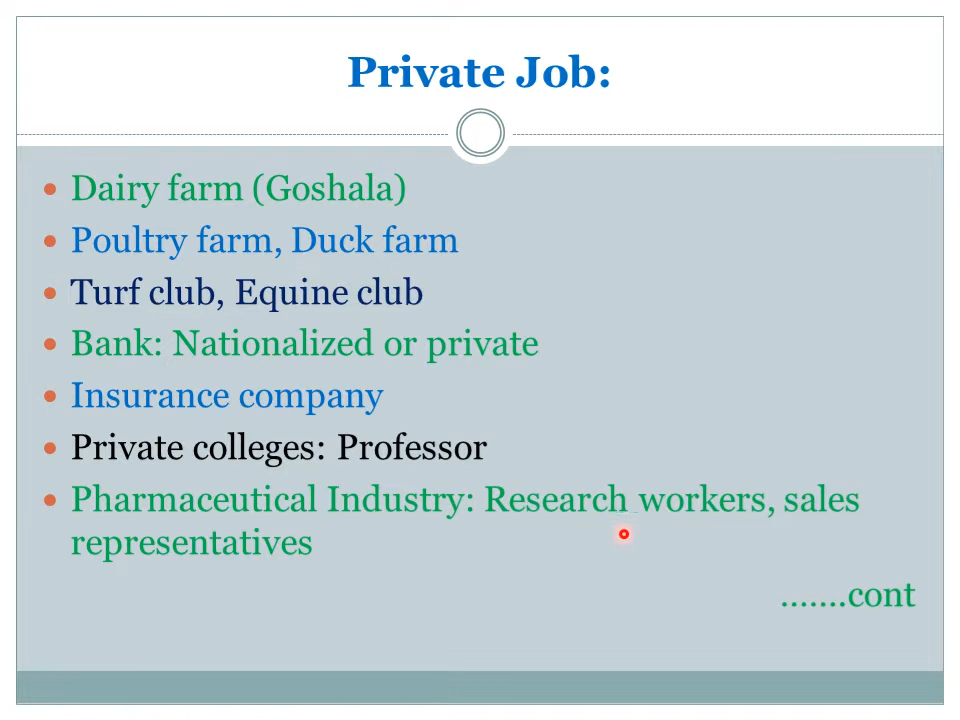 Private Job:
• Dairy farm (Goshala)
• Poultry farm, Duck farm
• Turf club, Equine club
• Bank: Nationalized or private
• Insurance company
• Private colleges: Professor
• Pharmaceutical Industry: Research workers, sales
representatives
.......cont